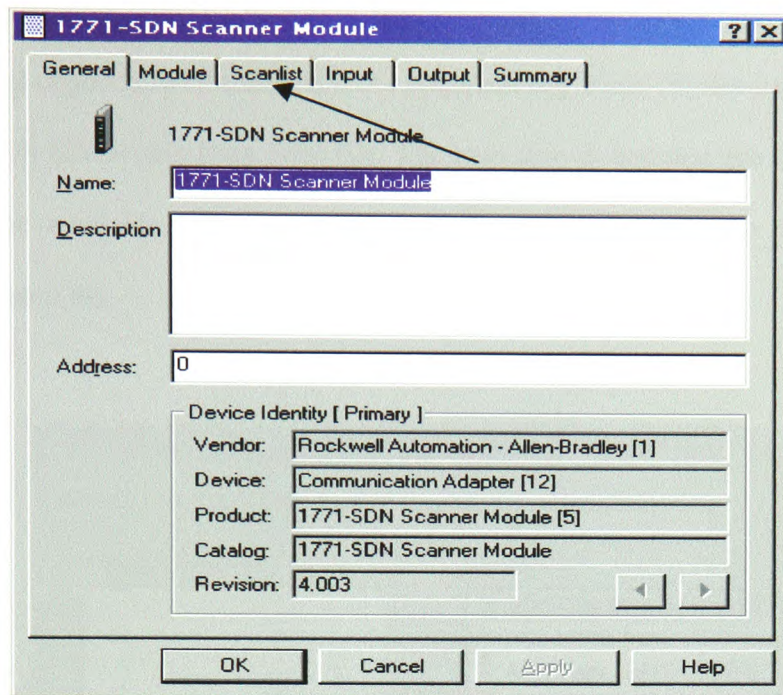 1771-SDN Scanner Module
General Module Scanlist Input Output Summary
1771-SDN Scanner Module
Name: 1771-SDN Scanner Module
Description
Address: 0
Device Identity [ Primary ]
Vendor: Rockwell Automation - Allen-Bradley [1]
Device: Communication Adapter [12]
Product: 1771-SDN Scanner Module [5]
Catalog: 1771-SDN Scanner Module
Revision: 4.003
OK Cancel Apply Help